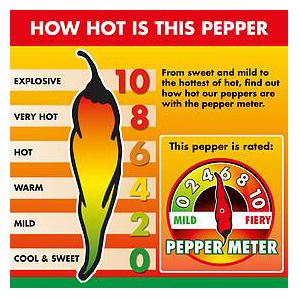 HOW HOT IS THIS PEPPER
EXPLOSIVE 10
VERY HOT 8
HOT 6
WARM 4
MILD 2
COOL & SWEET 0
From sweet and mild to the
hottest of hot, find out
how hot our peppers are
with the pepper meter.
This pepper is rated:
0 2 4 6 8 10
MILD FIERY
PEPPER METER